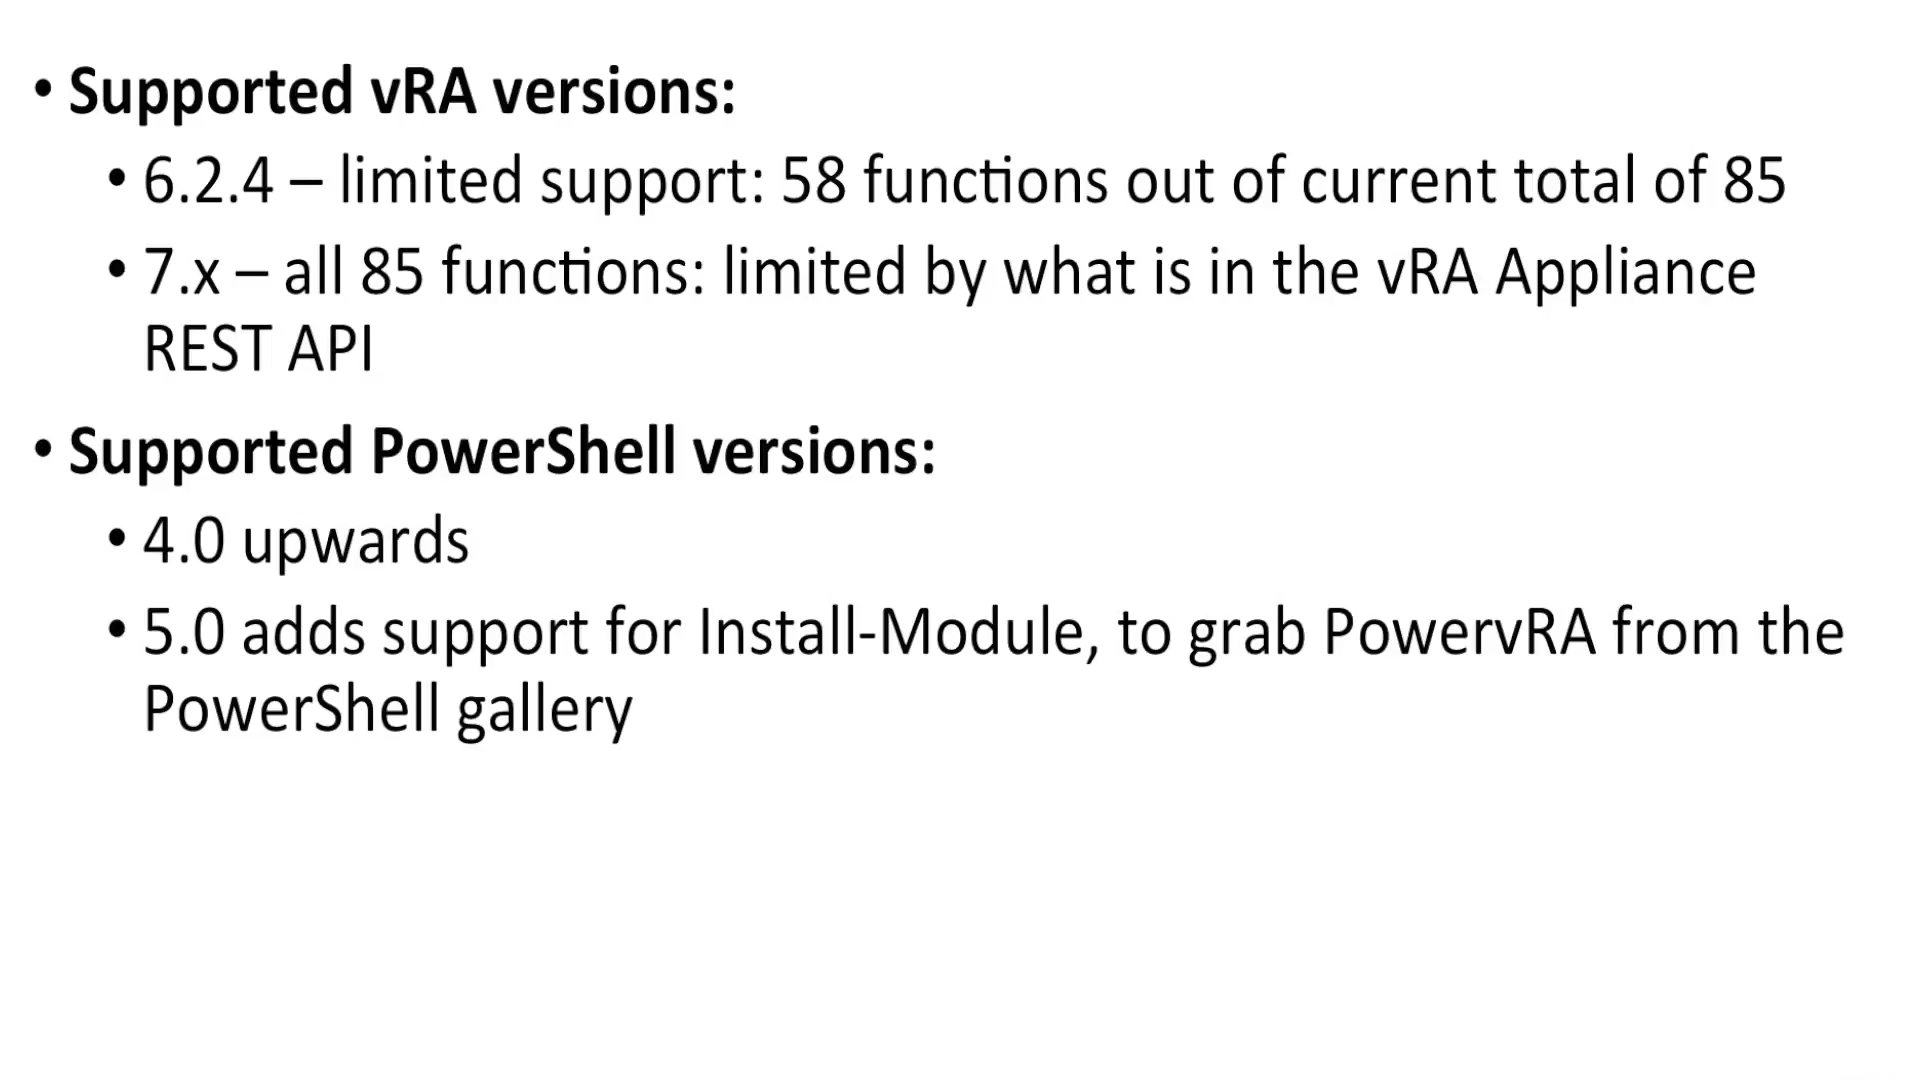 • Supported vRA versions:
• 6.2.4 – limited support: 58 functions out of current total of 85
• 7.x – all 85 functions: limited by what is in the vRA Appliance
REST API
• Supported PowerShell versions:
• 4.0 upwards
• 5.0 adds support for Install-Module, to grab PowervRA from the
PowerShell gallery